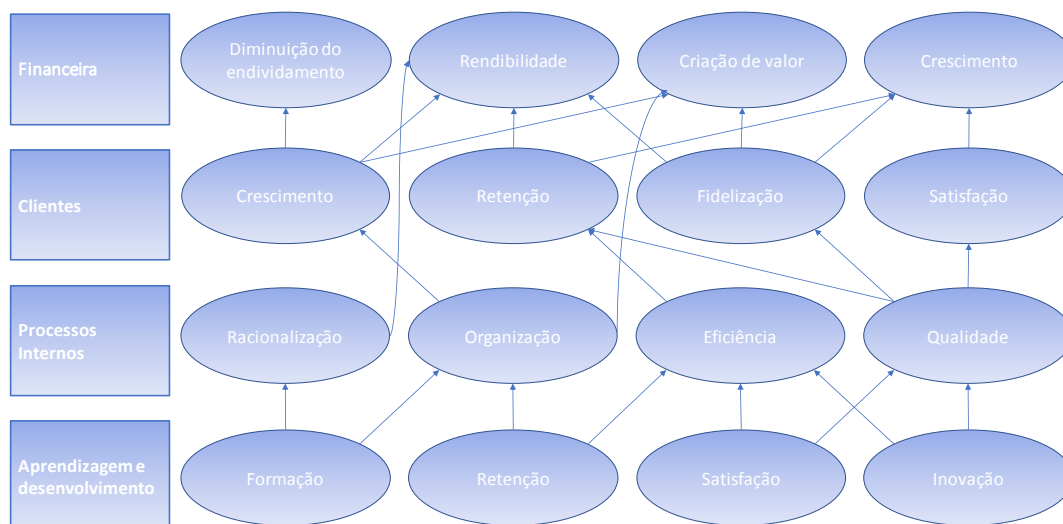 Financeira
Diminuição do
endividamento
Rendibilidade
Criação de valor
Crescimento
Clientes
Crescimento
Retenção
Fidelização
Satisfação
Processos
Internos
Racionalização
Organização
Eficiência
Qualidade
Aprendizagem e
desenvolvimento
Formação
Retenção
Satisfação
Inovação